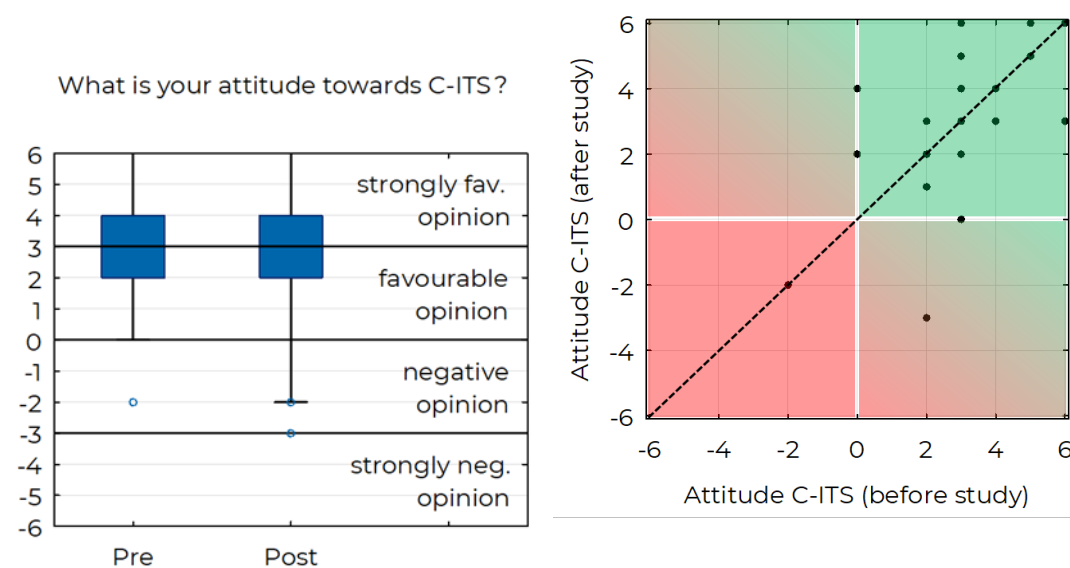 What is your attitude towards C-ITS?
6
5
4
3
2
1
0
-1
-2
-3
-4
-5
-6
strongly fav.
opinion
favourable
opinion
negative
opinion
strongly neg.
opinion
Pre
Post
Attitude C-ITS (after study)
6
4
2
0
-2
-4
-6
-6
-4
-2
0
2
4
6
Attitude C-ITS (before study)